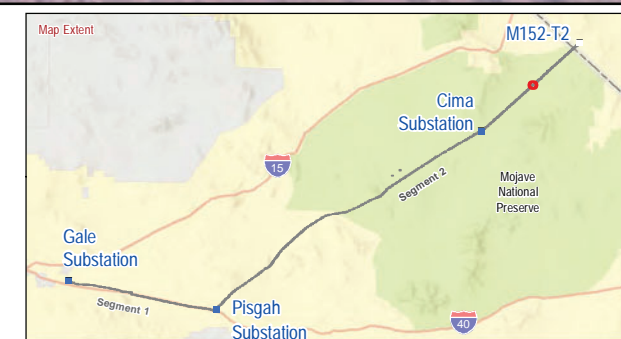 Map Extent
M152-T2
Cima
Substation
15
Segment 2
Mojave
National
Preserve
Gale
Substation
Segment 1
Pisgah
Substation
40